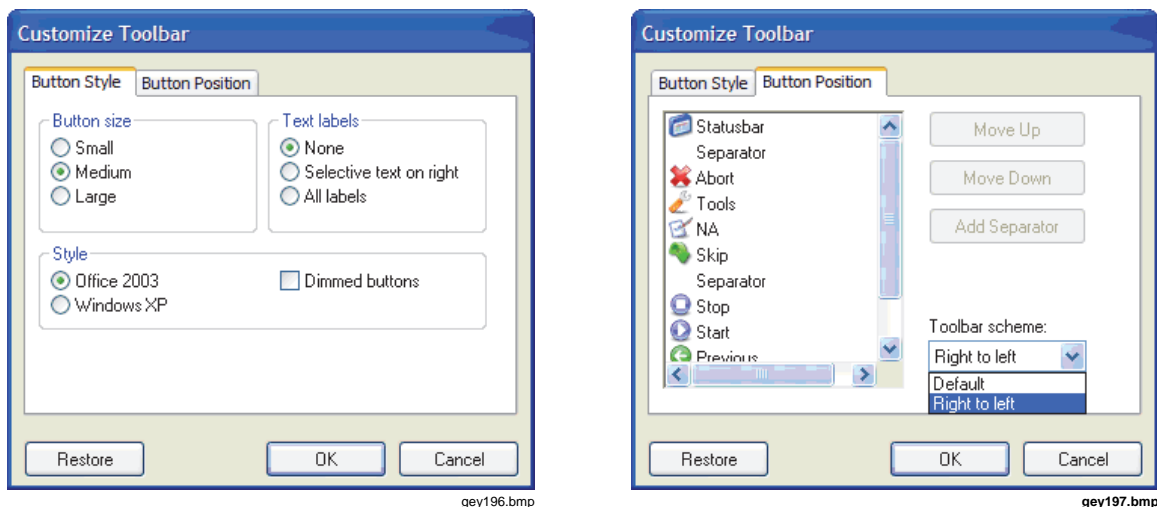 Customize Toolbar
Button Style Button Position
Button size
Small
Medium
Large
Text labels
None
Selective text on right
All labels
Style
Office 2003
Windows XP
Dimmed buttons
Restore OK Cancel
gey196.bmp
Customize Toolbar
Button Style Button Position
Statusbar
Separator
Abort
Tools
NA
Skip
Separator
Stop
Start
Previous
Move Up
Move Down
Add Separator
Toolbar scheme:
Right to left
Default
Right to left
Restore OK Cancel
gey197.bmp